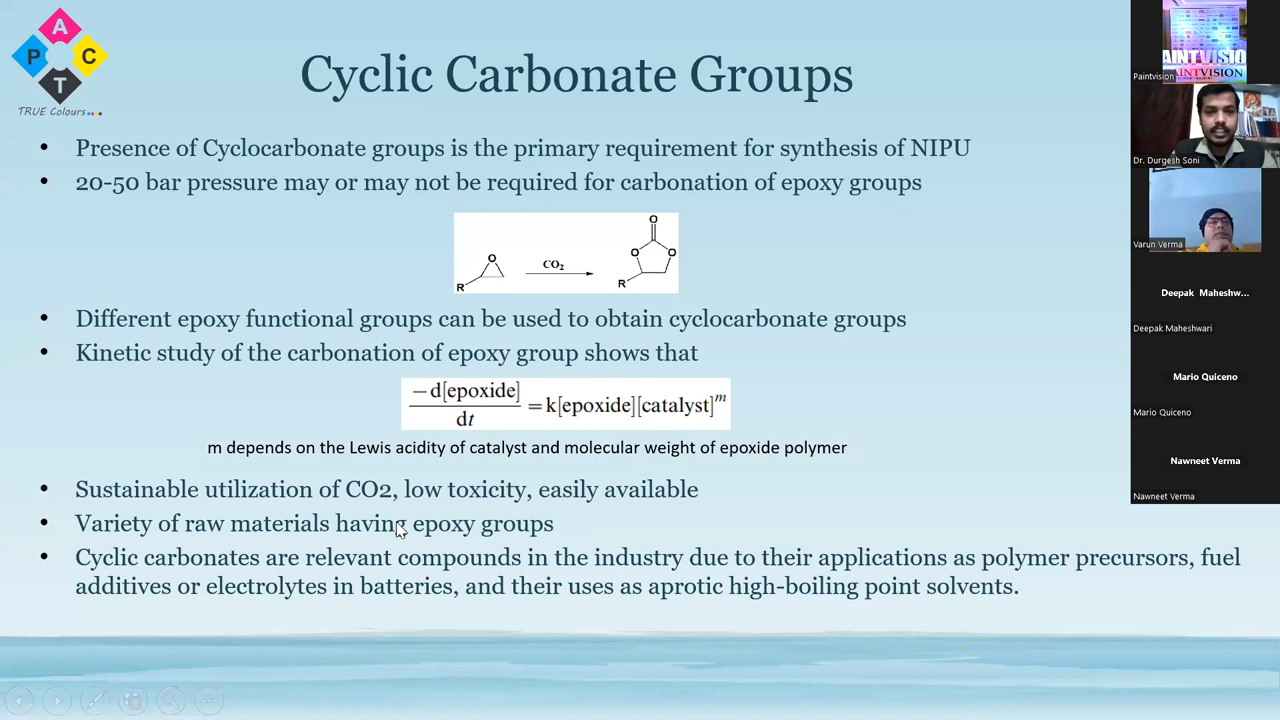 A
P
C
T
TRUE Colours...
Cyclic Carbonate Groups
• Presence of Cyclocarbonate groups is the primary requirement for synthesis of NIPU
• 20-50 bar pressure may or may not be required for carbonation of epoxy groups
O
R
CO₂
O
O
O
R
• Different epoxy functional groups can be used to obtain cyclocarbonate groups
• Kinetic study of the carbonation of epoxy group shows that
−d[epoxide]
dt
=k[epoxide][catalyst]ᵐ
m depends on the Lewis acidity of catalyst and molecular weight of epoxide polymer
• Sustainable utilization of CO2, low toxicity, easily available
• Variety of raw materials having epoxy groups
• Cyclic carbonates are relevant compounds in the industry due to their applications as polymer precursors, fuel
additives or electrolytes in batteries, and their uses as aprotic high-boiling point solvents.
AINTVISIO
AINTVISION
Paintvision
Dr. Durgesh Soni
Varun Verma
Deepak Maheshw...
Deepak Maheshwari
Mario Quiceno
Mario Quiceno
Nawneet Verma
Nawneet Verma